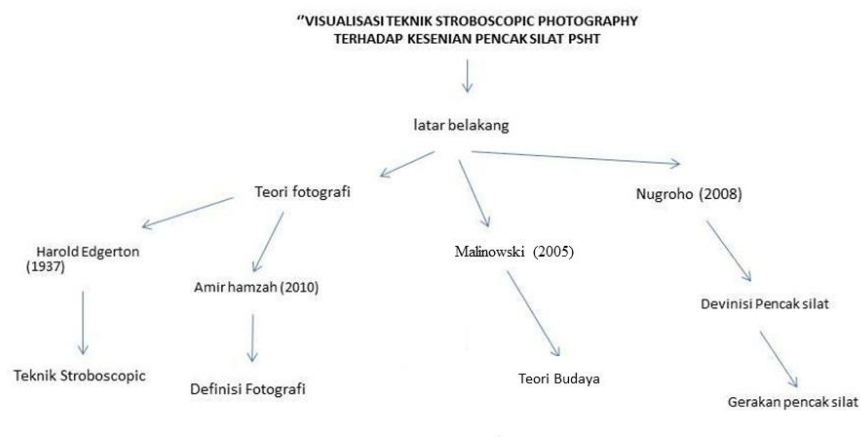 ‘’VISUALISASI TEKNIK STROBOSCOPIC PHOTOGRAPHY
TERHADAP KESENIAN PENCAK SILAT PSHT
latar belakang
Teori fotografi
Nugroho (2008)
Harold Edgerton
(1937)
Malinowski (2005)
Amir hamzah (2010)
Devinisi Pencak silat
Teknik Stroboscopic
Definisi Fotografi
Teori Budaya
Gerakan pencak silat